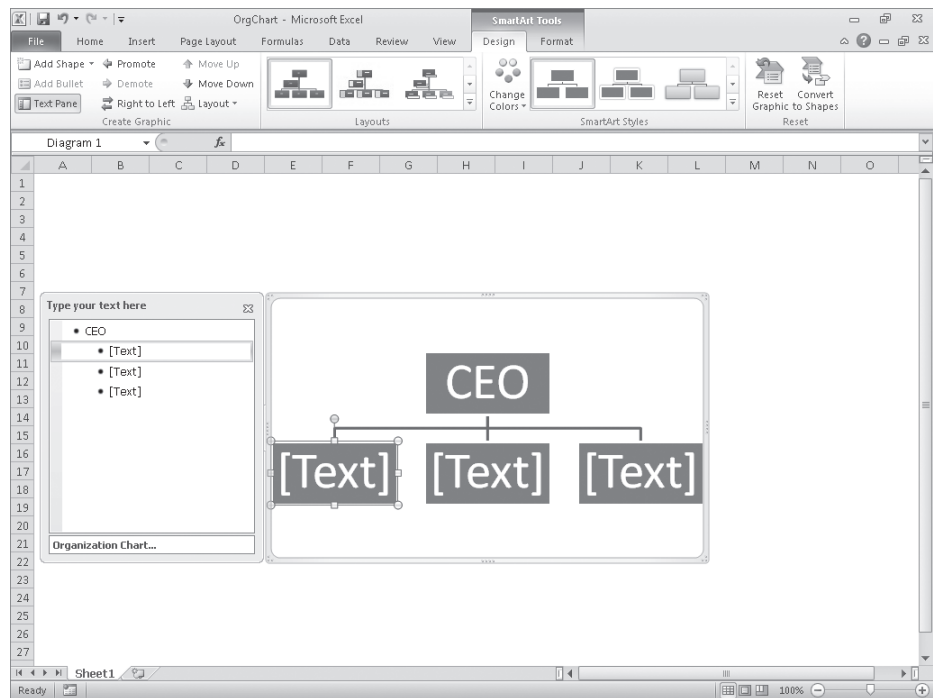 OrgChart - Microsoft Excel
SmartArt Tools
File Home Insert Page Layout Formulas Data Review View Design Format
Add Shape Promote Move Up
Add Bullet Demote Move Down
Text Pane Right to Left Layout
Change Colors
Reset Graphic
Convert to Shapes
Create Graphic Layouts SmartArt Styles Reset
Diagram 1 fx
A B C D E F G H I J K L M N O
1
2
3
4
5
6
7
8
9
10
11
12
13
14
15
16
17
18
19
20
21
22
23
24
25
26
27
Type your text here
• CEO
• [Text]
• [Text]
• [Text]
Organization Chart...
CEO
[Text] [Text] [Text]
Sheet1
Ready 100%